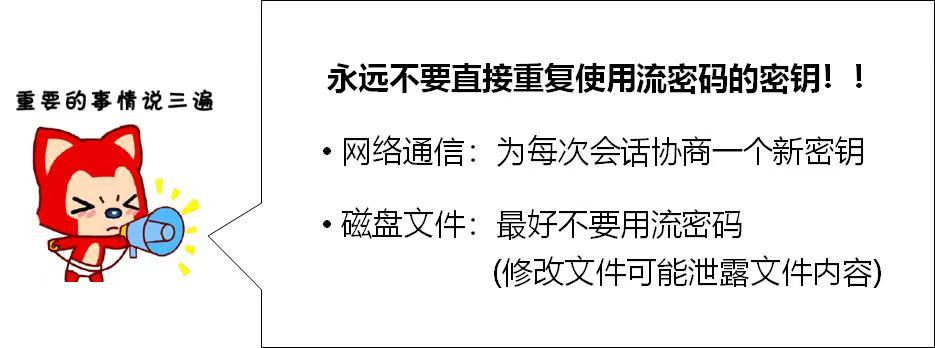 重要的事情说三遍
永远不要直接重复使用流密码的密钥！！
• 网络通信：为每次会话协商一个新密钥
• 磁盘文件：最好不要用流密码
(修改文件可能泄露文件内容)